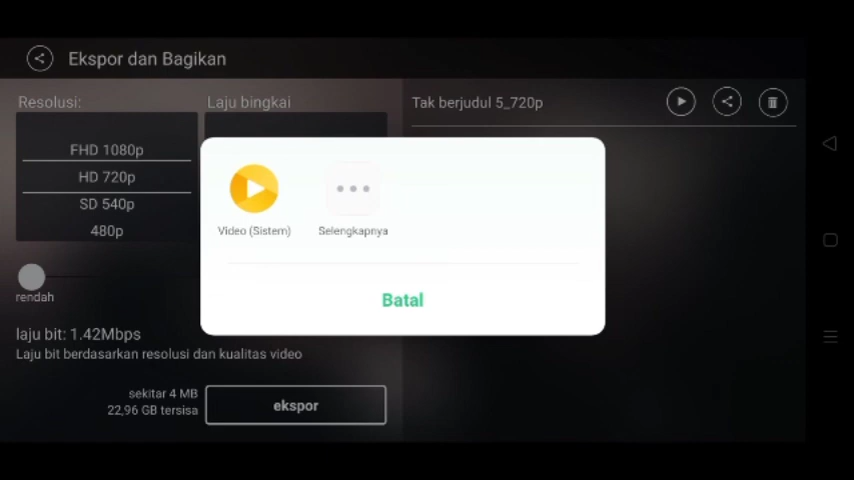 Ekspor dan Bagikan
Resolusi:
Laju bingkai
Tak berjudul 5_720p
FHD 1080p
HD 720p
SD 540p
480p
Video (Sistem)
Selengkapnya
Batal
rendah
laju bit: 1.42Mbps
Laju bit berdasarkan resolusi dan kualitas video
sekitar 4 MB
22,96 GB tersisa
ekspor